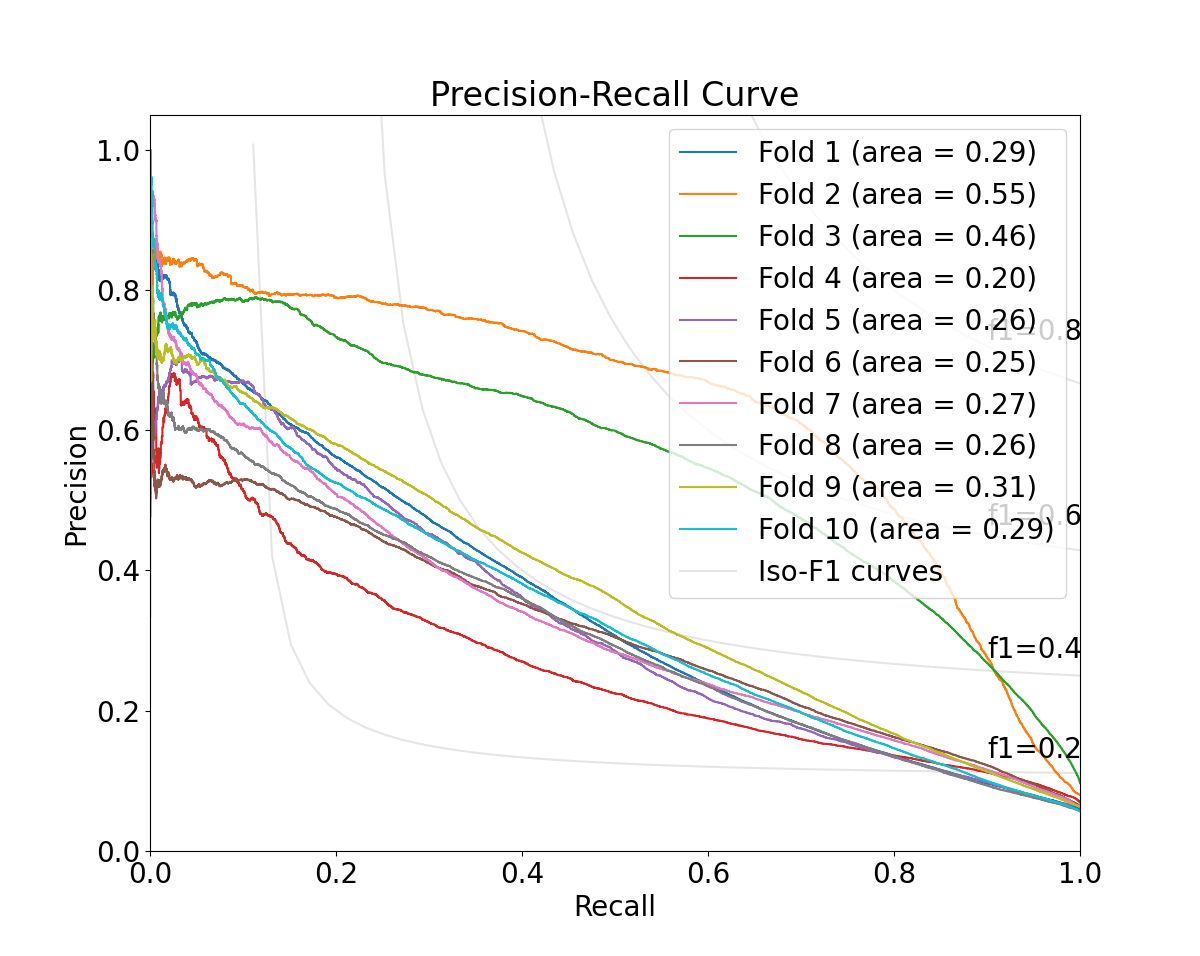 Precision-Recall Curve
Precision
1.0
0.8
0.6
0.4
0.2
0.0
Fold 1 (area = 0.29)
Fold 2 (area = 0.55)
Fold 3 (area = 0.46)
Fold 4 (area = 0.20)
Fold 5 (area = 0.26)
Fold 6 (area = 0.25)
Fold 7 (area = 0.27)
Fold 8 (area = 0.26)
Fold 9 (area = 0.31)
Fold 10 (area = 0.29)
Iso-F1 curves
f1=0.8
f1=0.6
f1=0.4
f1=0.2
0.0
0.2
0.4
0.6
0.8
1.0
Recall